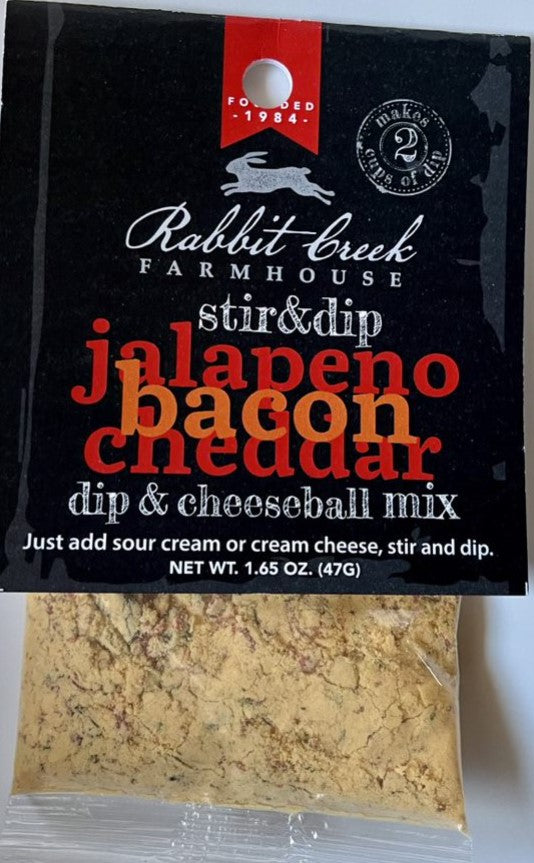 FOUNDED
- 1984 -
makes
2
cups of dip
Rabbit Creek
FARMHOUSE
stir&dip
jalapeno
bacon
cheddar
dip & cheeseball mix
Just add sour cream or cream cheese, stir and dip.
NET WT. 1.65 OZ. (47G)